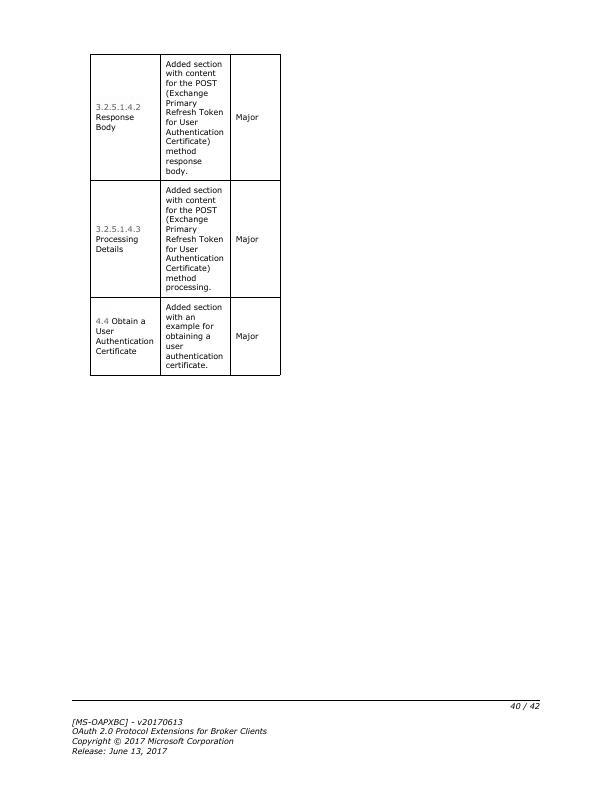 3.2.5.1.4.2
Response
Body
Added section
with content
for the POST
(Exchange
Primary
Refresh Token
for User
Authentication
Certificate)
method
response
body.
Major
3.2.5.1.4.3
Processing
Details
Added section
with content
for the POST
(Exchange
Primary
Refresh Token
for User
Authentication
Certificate)
method
processing.
Major
4.4 Obtain a
User
Authentication
Certificate
Added section
with an
example for
obtaining a
user
authentication
certificate.
Major
40 / 42
[MS-OAPXBC] - v20170613
OAuth 2.0 Protocol Extensions for Broker Clients
Copyright © 2017 Microsoft Corporation
Release: June 13, 2017